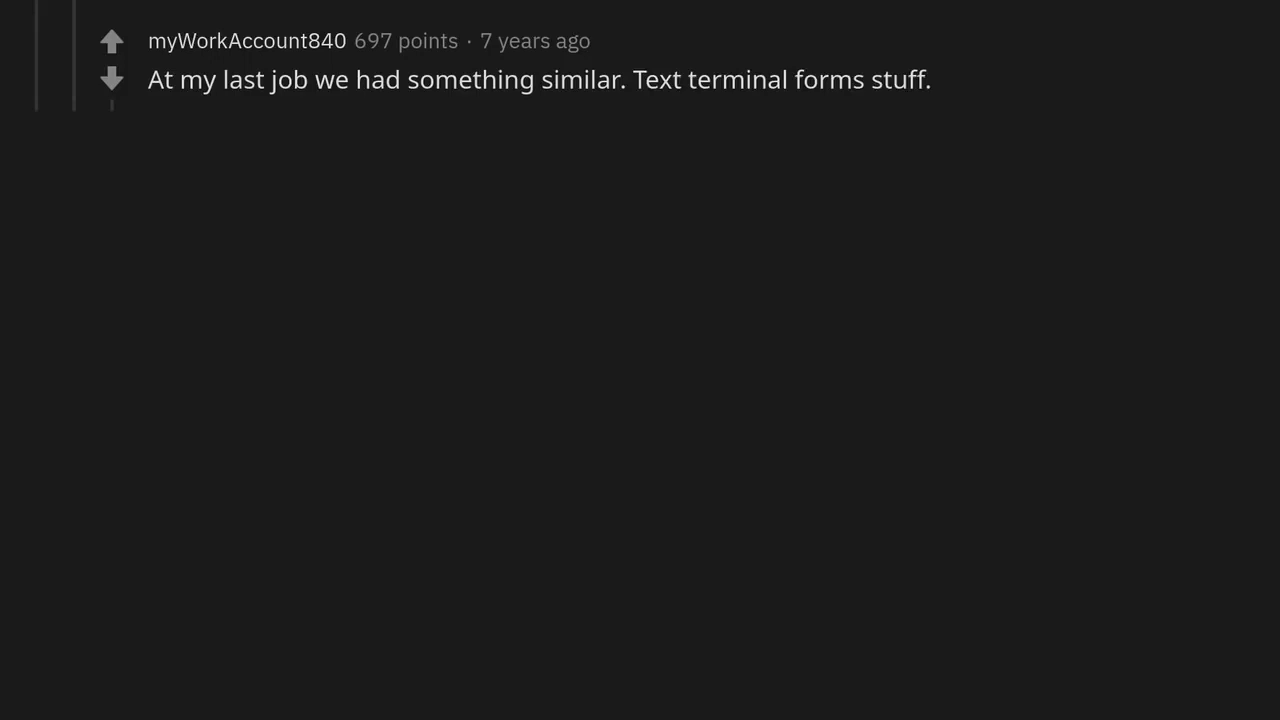 myWorkAccount840 697 points · 7 years ago
At my last job we had something similar. Text terminal forms stuff.